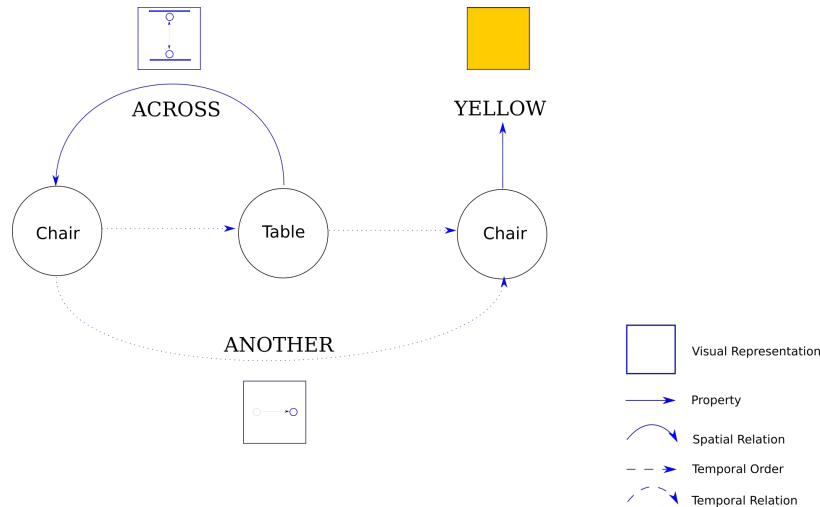 ACROSS
YELLOW
Chair
Table
Chair
ANOTHER
Visual Representation
Property
Spatial Relation
Temporal Order
Temporal Relation